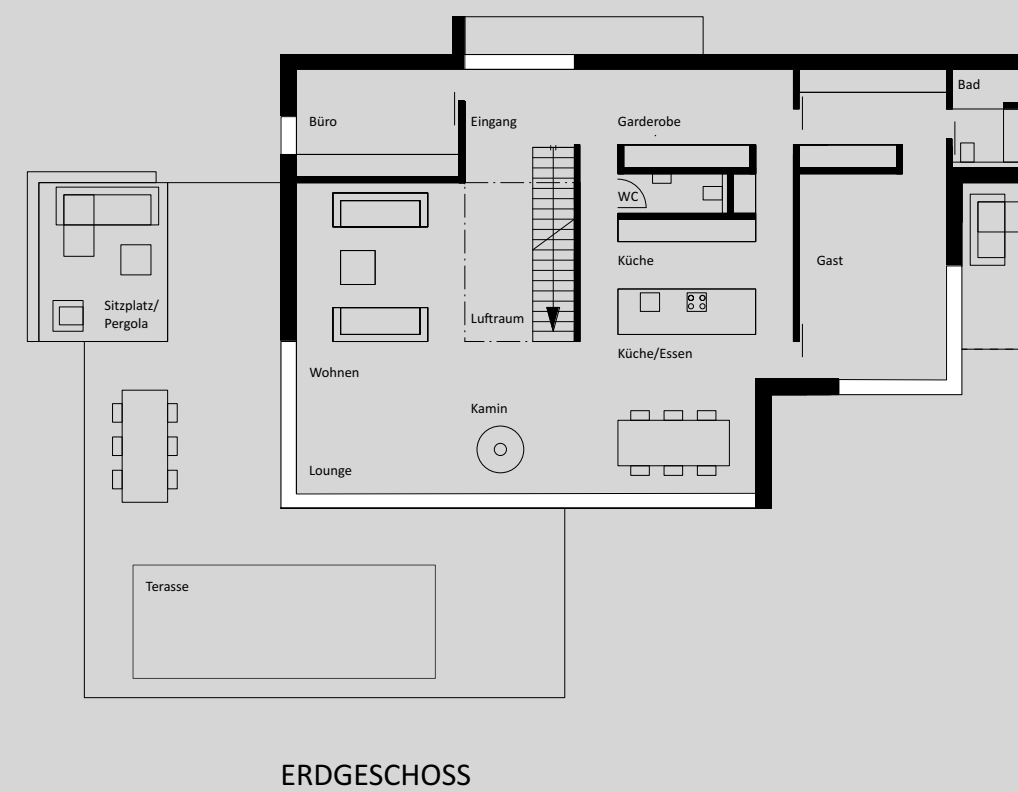 Bad
Büro
Eingang
Garderobe
WC
Küche
Gast
Sitzplatz/
Pergola
Luftraum
Küche/Essen
Wohnen
Kamin
Lounge
Terasse
ERDGESCHOSS